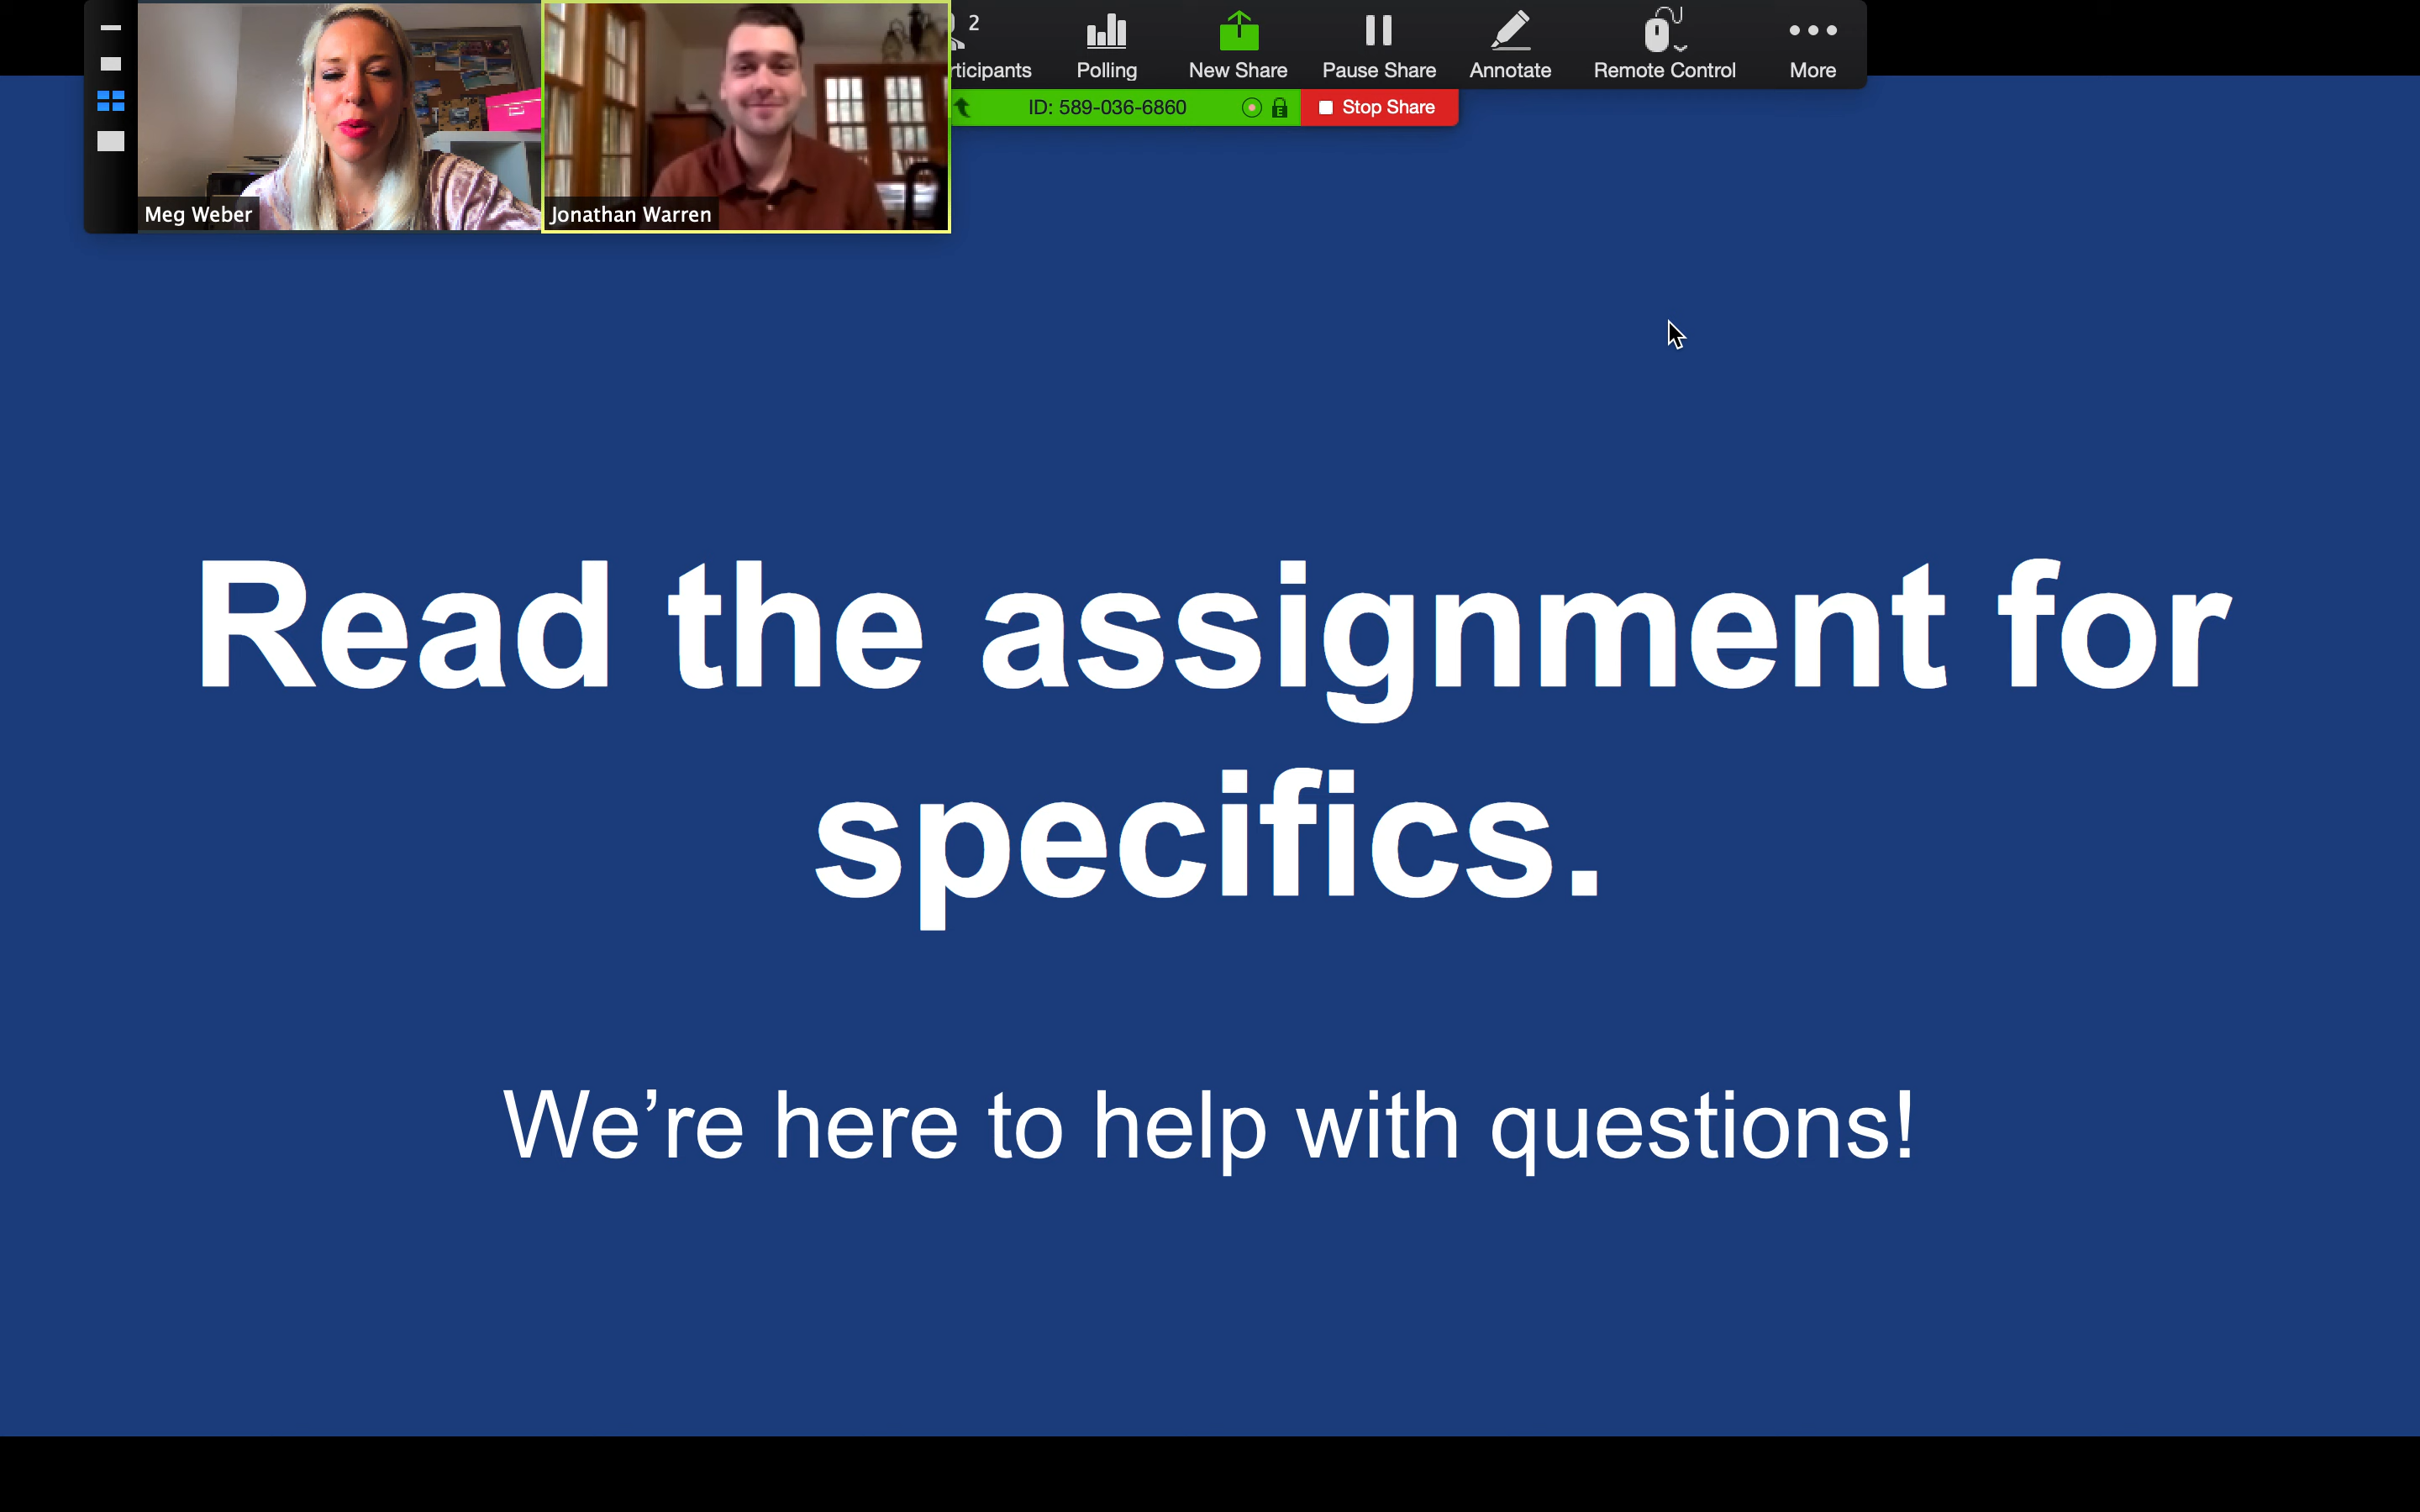 2
rticipants
Polling
New Share
Pause Share
Annotate
Remote Control
More
ID: 589-036-6860
E
Stop Share
Meg Weber
Jonathan Warren
Read the assignment for
specifics.
We’re here to help with questions!